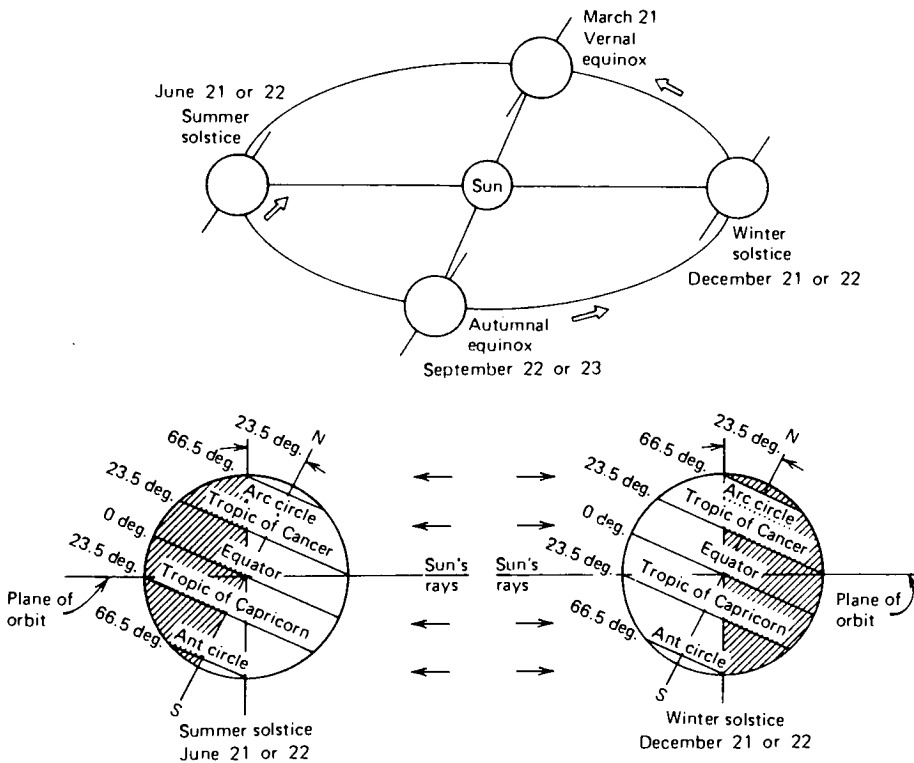 March 21
Vernal
equinox
June 21 or 22
Summer
solstice
Sun
Winter
solstice
December 21 or 22
Autumnal
equinox
September 22 or 23
23.5 deg.
N
66.5 deg.
23.5 deg.
0 deg.
23.5 deg.
66.5 deg.
Arc circle
Tropic of Cancer
Equator
Tropic of Capricorn
Ant circle
S
Plane of
orbit
Sun's
rays
Summer solstice
June 21 or 22
Sun's
rays
23.5 deg.
N
66.5 deg.
23.5 deg.
0 deg.
23.5 deg.
66.5 deg.
Arc circle
Tropic of Cancer
Equator
Tropic of Capricorn
Ant circle
S
Plane of
orbit
Winter solstice
December 21 or 22